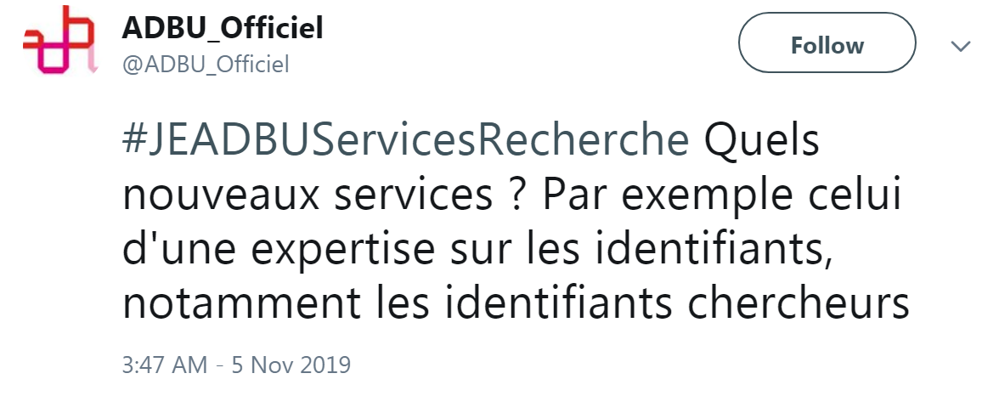 ADBU_Officiel
@ADBU_Officiel
Follow
#JEADBUServicesRecherche Quels
nouveaux services ? Par exemple celui
d'une expertise sur les identifiants,
notamment les identifiants chercheurs
3:47 AM - 5 Nov 2019